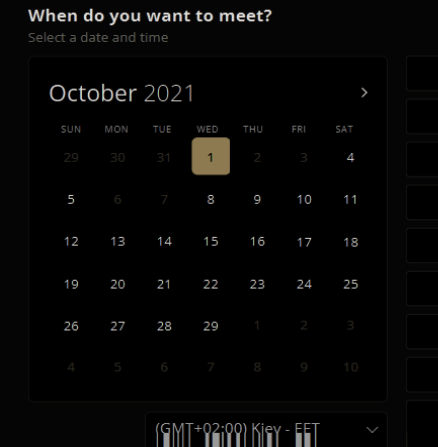 When do you want to meet?
Select a date and time
October 2021
SUN MON TUE WED THU FRI SAT
29 30 31 1 2 3 4
5 6 7 8 9 10 11
12 13 14 15 16 17 18
19 20 21 22 23 24 25
26 27 28 29 1 2 3
4 5 6 7 8 9 10
(GMT+02:00) Kiev - EET